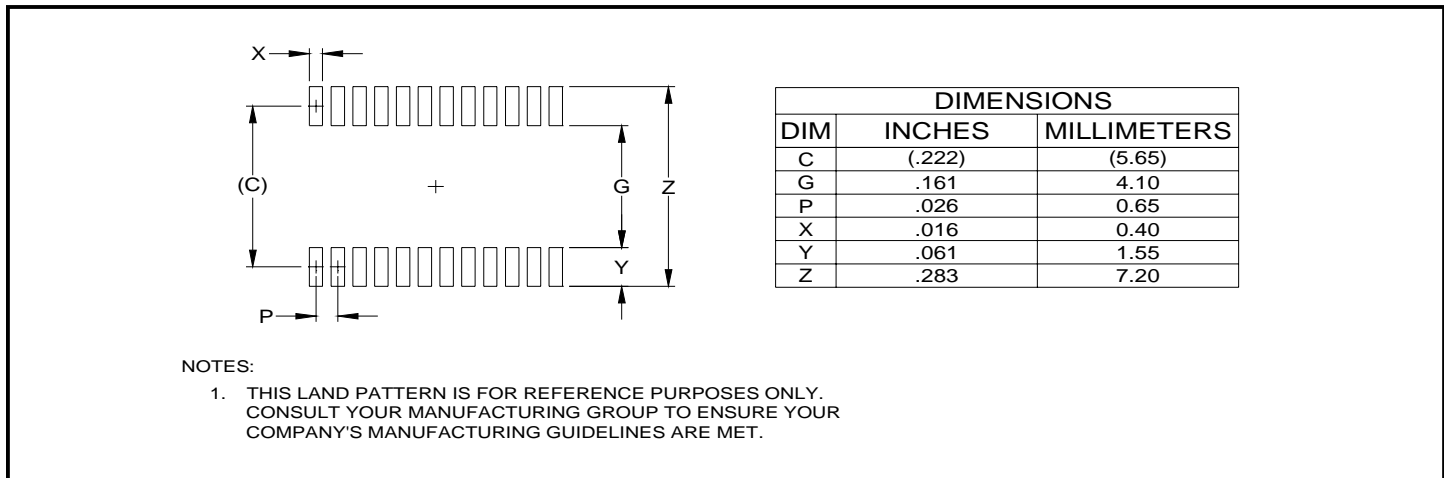 X
(C)
G
Z
Y
P
DIMENSIONS
DIM INCHES MILLIMETERS
C (.222) (5.65)
G .161 4.10
P .026 0.65
X .016 0.40
Y .061 1.55
Z .283 7.20
NOTES:
1. THIS LAND PATTERN IS FOR REFERENCE PURPOSES ONLY.
CONSULT YOUR MANUFACTURING GROUP TO ENSURE YOUR
COMPANY'S MANUFACTURING GUIDELINES ARE MET.